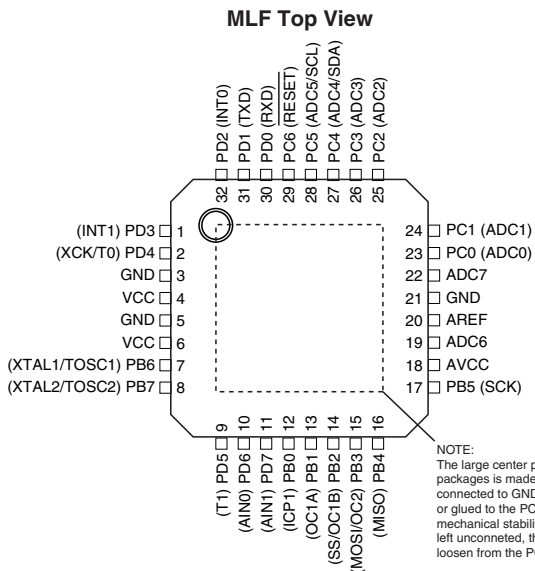 MLF Top View
PD2 (INT0)
PD1 (TXD)
PD0 (RXD)
PC6 (RESET)
PC5 (ADC5/SCL)
PC4 (ADC4/SDA)
PC3 (ADC3)
PC2 (ADC2)
32
31
30
29
28
27
26
25
(INT1) PD3 1
(XCK/T0) PD4 2
GND 3
VCC 4
GND 5
VCC 6
(XTAL1/TOSC1) PB6 7
(XTAL2/TOSC2) PB7 8
24 PC1 (ADC1)
23 PC0 (ADC0)
22 ADC7
21 GND
20 AREF
19 ADC6
18 AVCC
17 PB5 (SCK)
9
10
11
12
13
14
15
16
(T1) PD5
(AIN0) PD6
(AIN1) PD7
(ICP1) PB0
(OC1A) PB1
(SS/OC1B) PB2
(MOSI/OC2) PB3
(MISO) PB4
NOTE:
The large center
packages is made
connected to GND
or glued to the
mechanical
left unconneted,
loosen from the